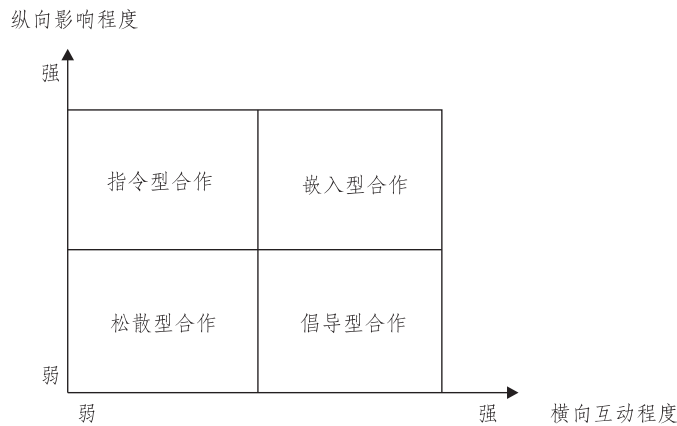 纵向影响程度
强
指令型合作
嵌入型合作
松散型合作
倡导型合作
弱
弱
强
横向互动程度